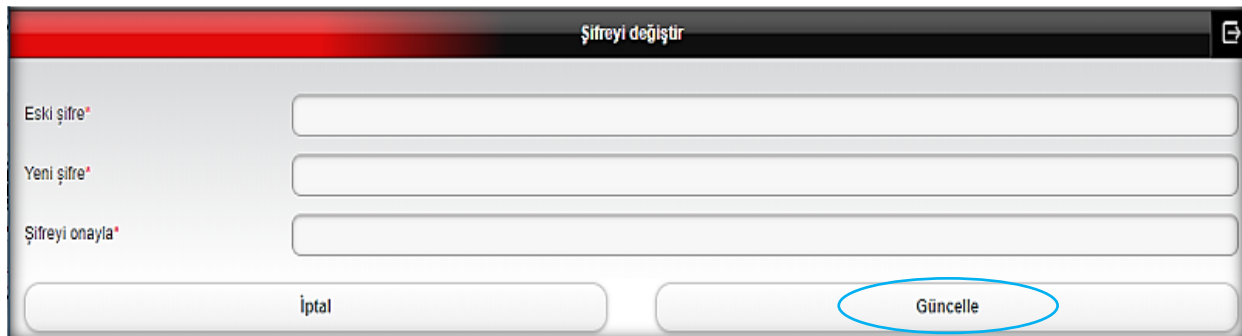 Şifreyi değiştir
Eski şifre*
Yeni şifre*
Şifreyi onayla*
İptal Güncelle